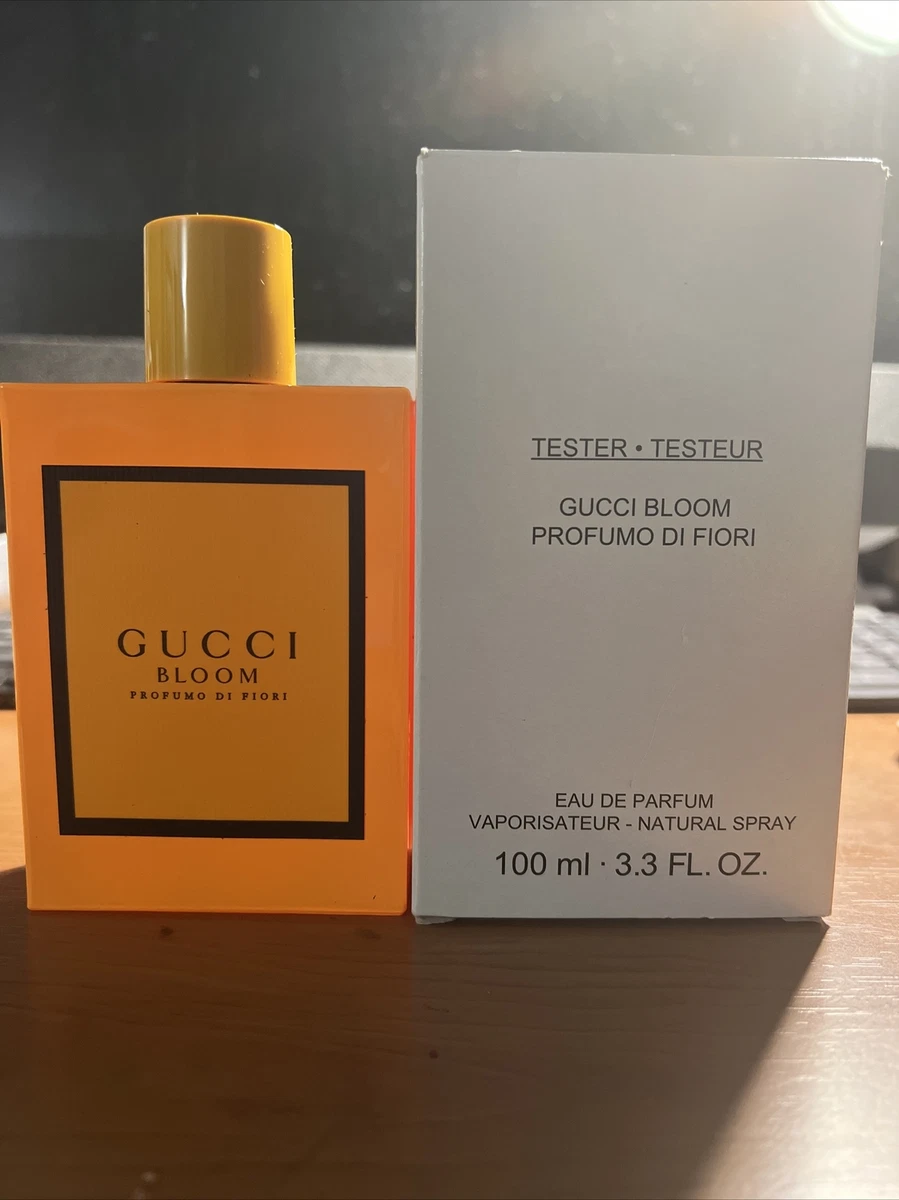 GUCCI
BLOOM
PROFUMO DI FIORI
TESTER • TESTEUR
GUCCI BLOOM
PROFUMO DI FIORI
EAU DE PARFUM
VAPORISATEUR - NATURAL SPRAY
100 ml · 3.3 FL. OZ.